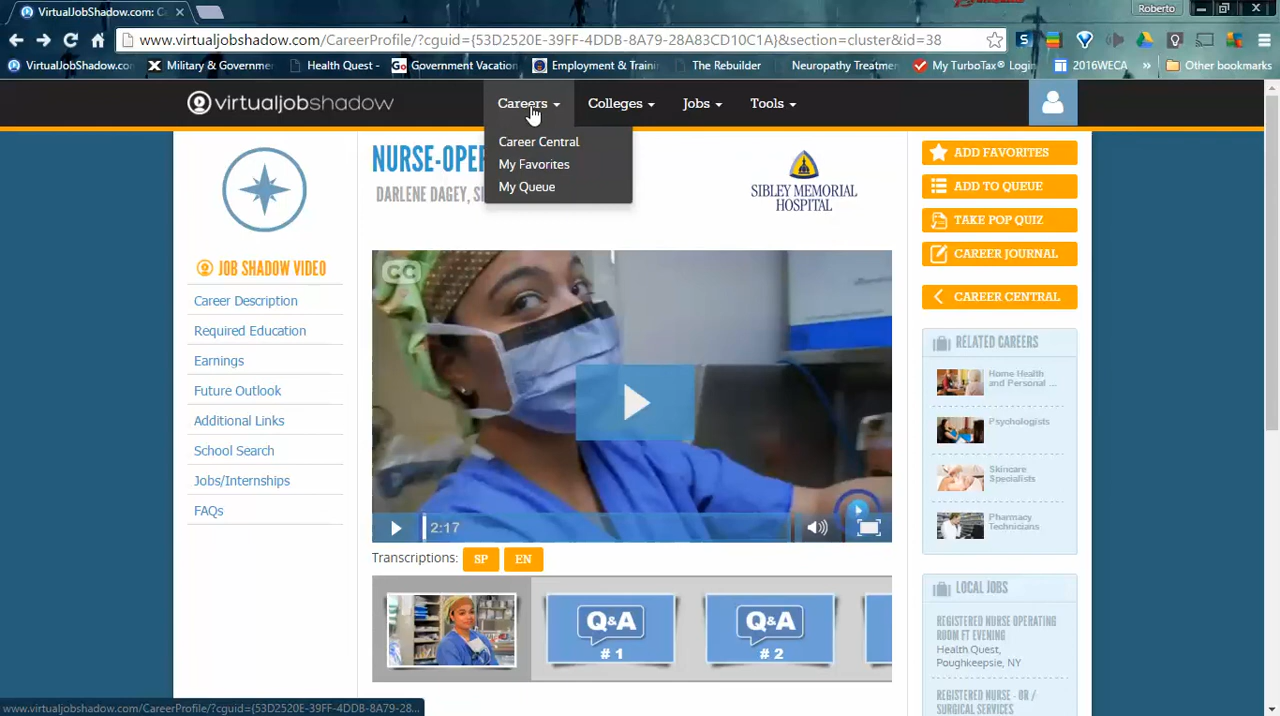 VirtualJobShadow.com: C
Roberto
www.virtualjobshadow.com/CareerProfile/?cguid={53D2520E-39FF-4DDB-8A79-28A83CD10C1A}&section=cluster&id=38
VirtualJobShadow.co
Military & Governme
Health Quest -
Government Vacation
Employment & Traini
The Rebuilder
Neuropathy Treatme
My TurboTax® Login
2016WECA
»
Other bookmarks
virtualjobshadow
Careers
Colleges
Jobs
Tools
Career Central
My Favorites
My Queue
NURSE-OPE
DARLENE DAGEY, S
SIBLEY MEMORIAL
HOSPITAL
JOB SHADOW VIDEO
Career Description
Required Education
Earnings
Future Outlook
Additional Links
School Search
Jobs/Internships
FAQs
CC
2:17
Transcriptions:
SP
EN
Q&A
# 1
Q&A
# 2
ADD FAVORITES
ADD TO QUEUE
TAKE POP QUIZ
CAREER JOURNAL
CAREER CENTRAL
RELATED CAREERS
Home Health
and Personal ...
Psychologists
Skincare
Specialists
Pharmacy
Technicians
LOCAL JOBS
REGISTERED NURSE OPERATING
ROOM FT EVENING
Health Quest,
Poughkeepsie, NY
REGISTERED NURSE - OR /
SURGICAL SERVICES
www.virtualjobshadow.com/CareerProfile/?cguid={53D2520E-39FF-4DDB-8A79-28...